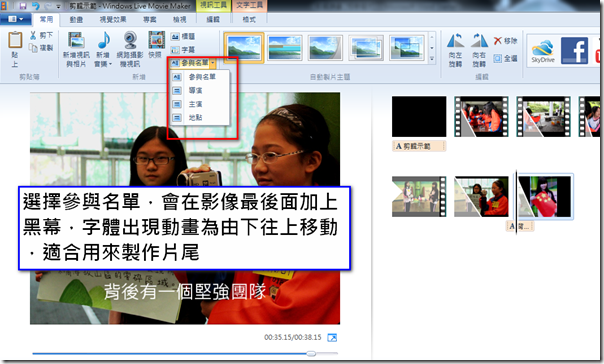 剪輯示範 - Windows Live Movie Maker
視訊工具
文字工具
常用
動畫
視覺效果
專案
檢視
編輯
格式
貼
上
剪下
複製
剪貼簿
新增視訊
與相片
新增
音樂
網路攝影
機視訊
快照
標題
字幕
參與名單
新增
參與名單
導演
主演
地點
自動製片主題
向左
旋轉
向右
旋轉
移除
全選
編輯
SkyDrive
選擇參與名單,會在影像最後面加上
黑幕,字體出現動畫為由下往上移動
,適合用來製作片尾
背後有一個堅強團隊
00:35.15/00:38.15
A 剪輯示範
A 背...